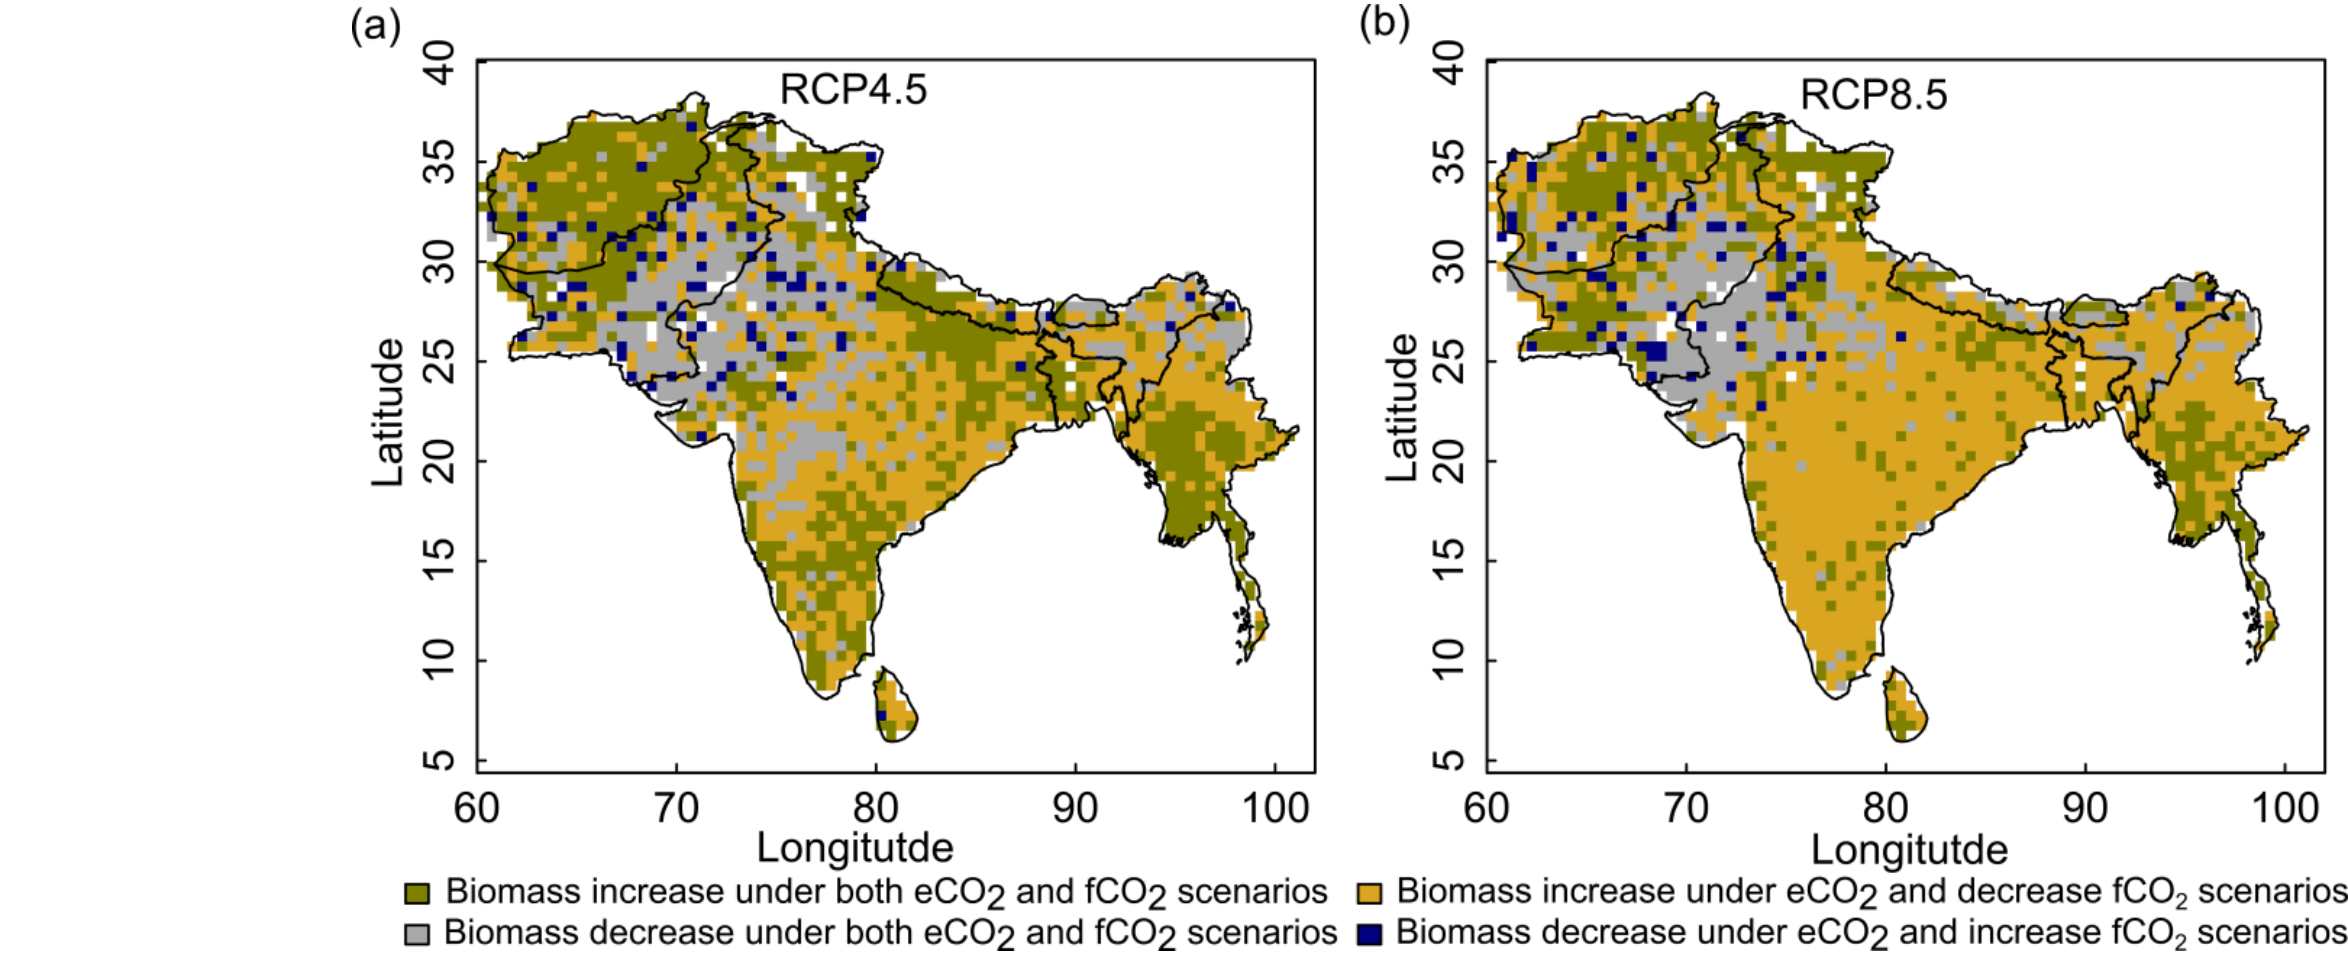 (a)
(b)
RCP4.5
RCP8.5
40
35
30
25
20
15
10
5
Latitude
60 70 80 90 100
Longitutde
40
35
30
25
20
15
10
5
Latitude
60 70 80 90 100
Longitutde
Biomass increase under both eCO2 and fCO2 scenarios
Biomass increase under eCO2 and decrease fCO₂ scenarios
Biomass decrease under both eCO2 and fCO2 scenarios
Biomass decrease under eCO2 and increase fCO₂ scenarios